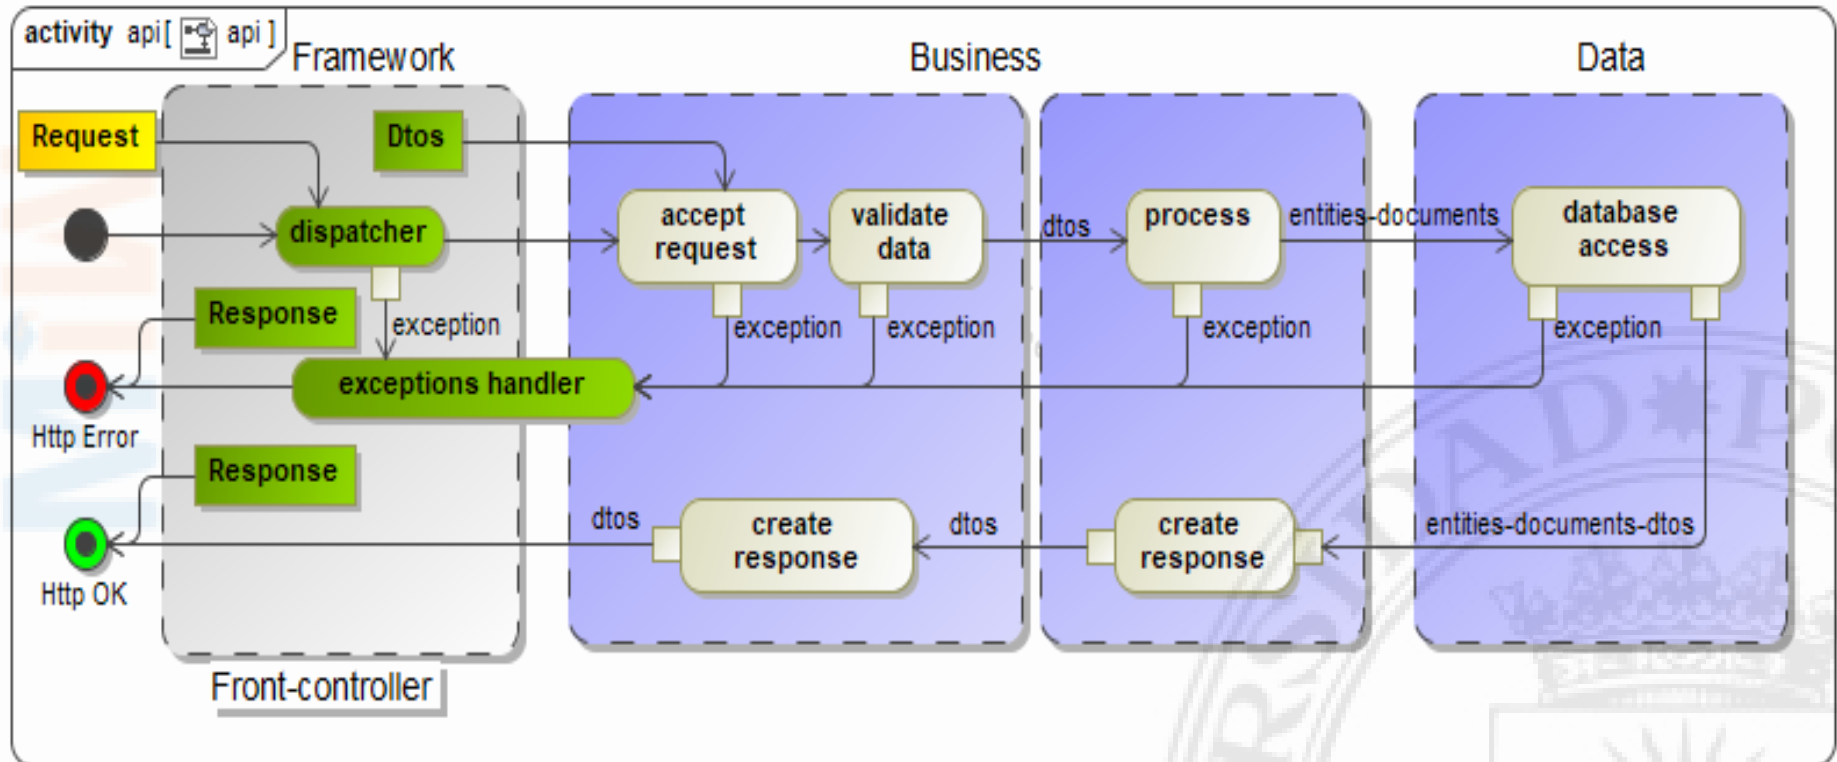 activity api[ api ]
Framework
Business
Data
Request
Dtos
dispatcher
accept
request
validate
data
dtos
process
entities-documents
database
access
Response
exception
exception
exception
exception
exception
exceptions handler
Http Error
Response
dtos
create
response
dtos
create
response
entities-documents-dtos
Http OK
Front-controller